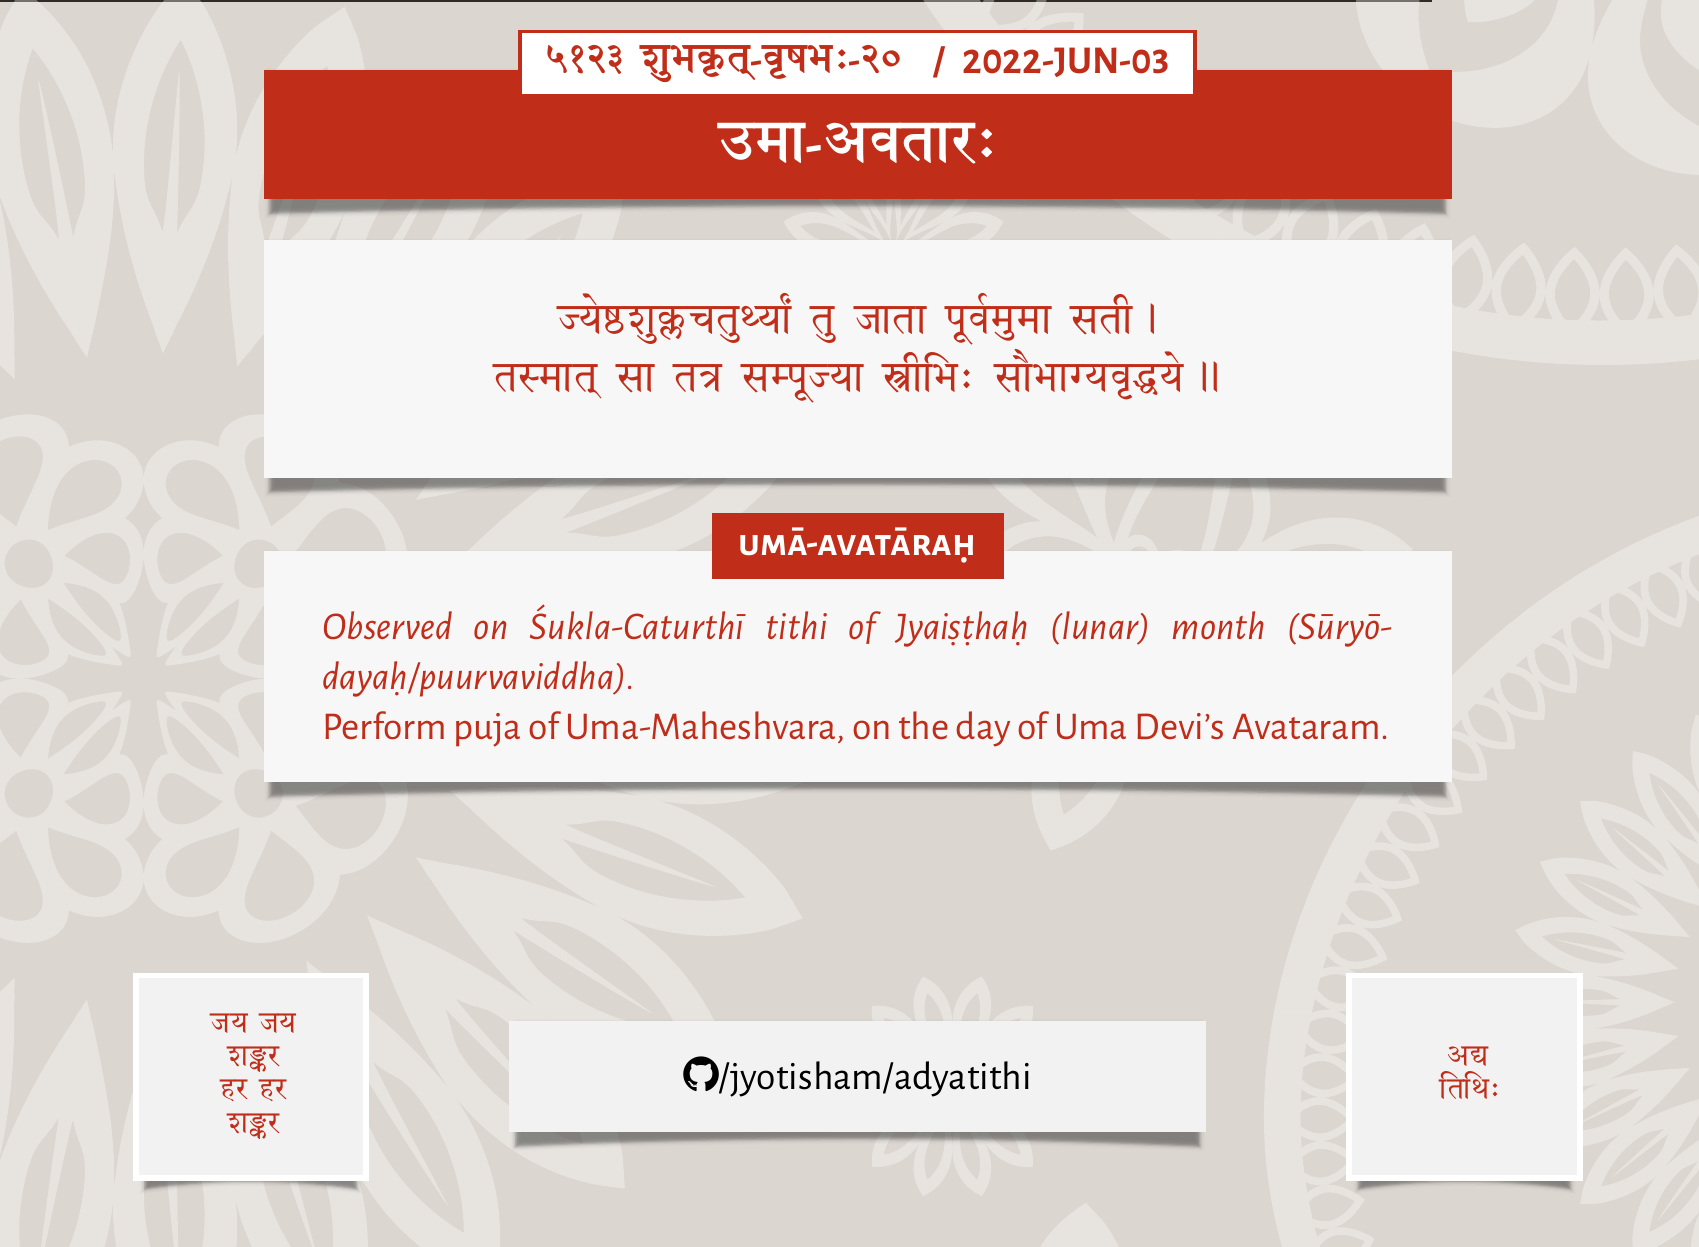 ५१२३ शुभकृत्-वृषभः-२० / 2022-JUN-03
उमा-अवतारः
ज्येष्ठशुक्लचतुर्थ्यां तु जाता पूर्वमुमा सती।
तस्मात् सा तत्र सम्पूज्या स्त्रीभिः सौभाग्यवृद्धये॥
UMĀ-AVATĀRAḤ
Observed on Śukla-Caturthī tithi of Jyaiṣṭhaḥ (lunar) month (Sūryō-
dayaḥ/puurvaviddha).
Perform puja of Uma-Maheshvara, on the day of Uma Devi’s Avataram.
जय जय
शङ्कर
हर हर
शङ्कर
/jyotisham/adyatithi
अद्य
तिथिः